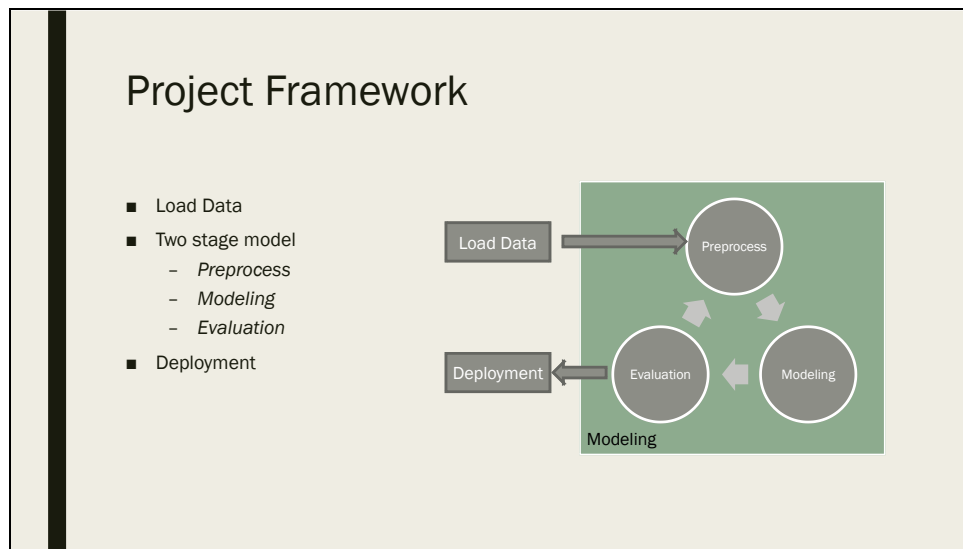 Project Framework
■ Load Data
■ Two stage model
– Preprocess
– Modeling
– Evaluation
■ Deployment
Load Data
Preprocess
Deployment
Evaluation
Modeling
Modeling